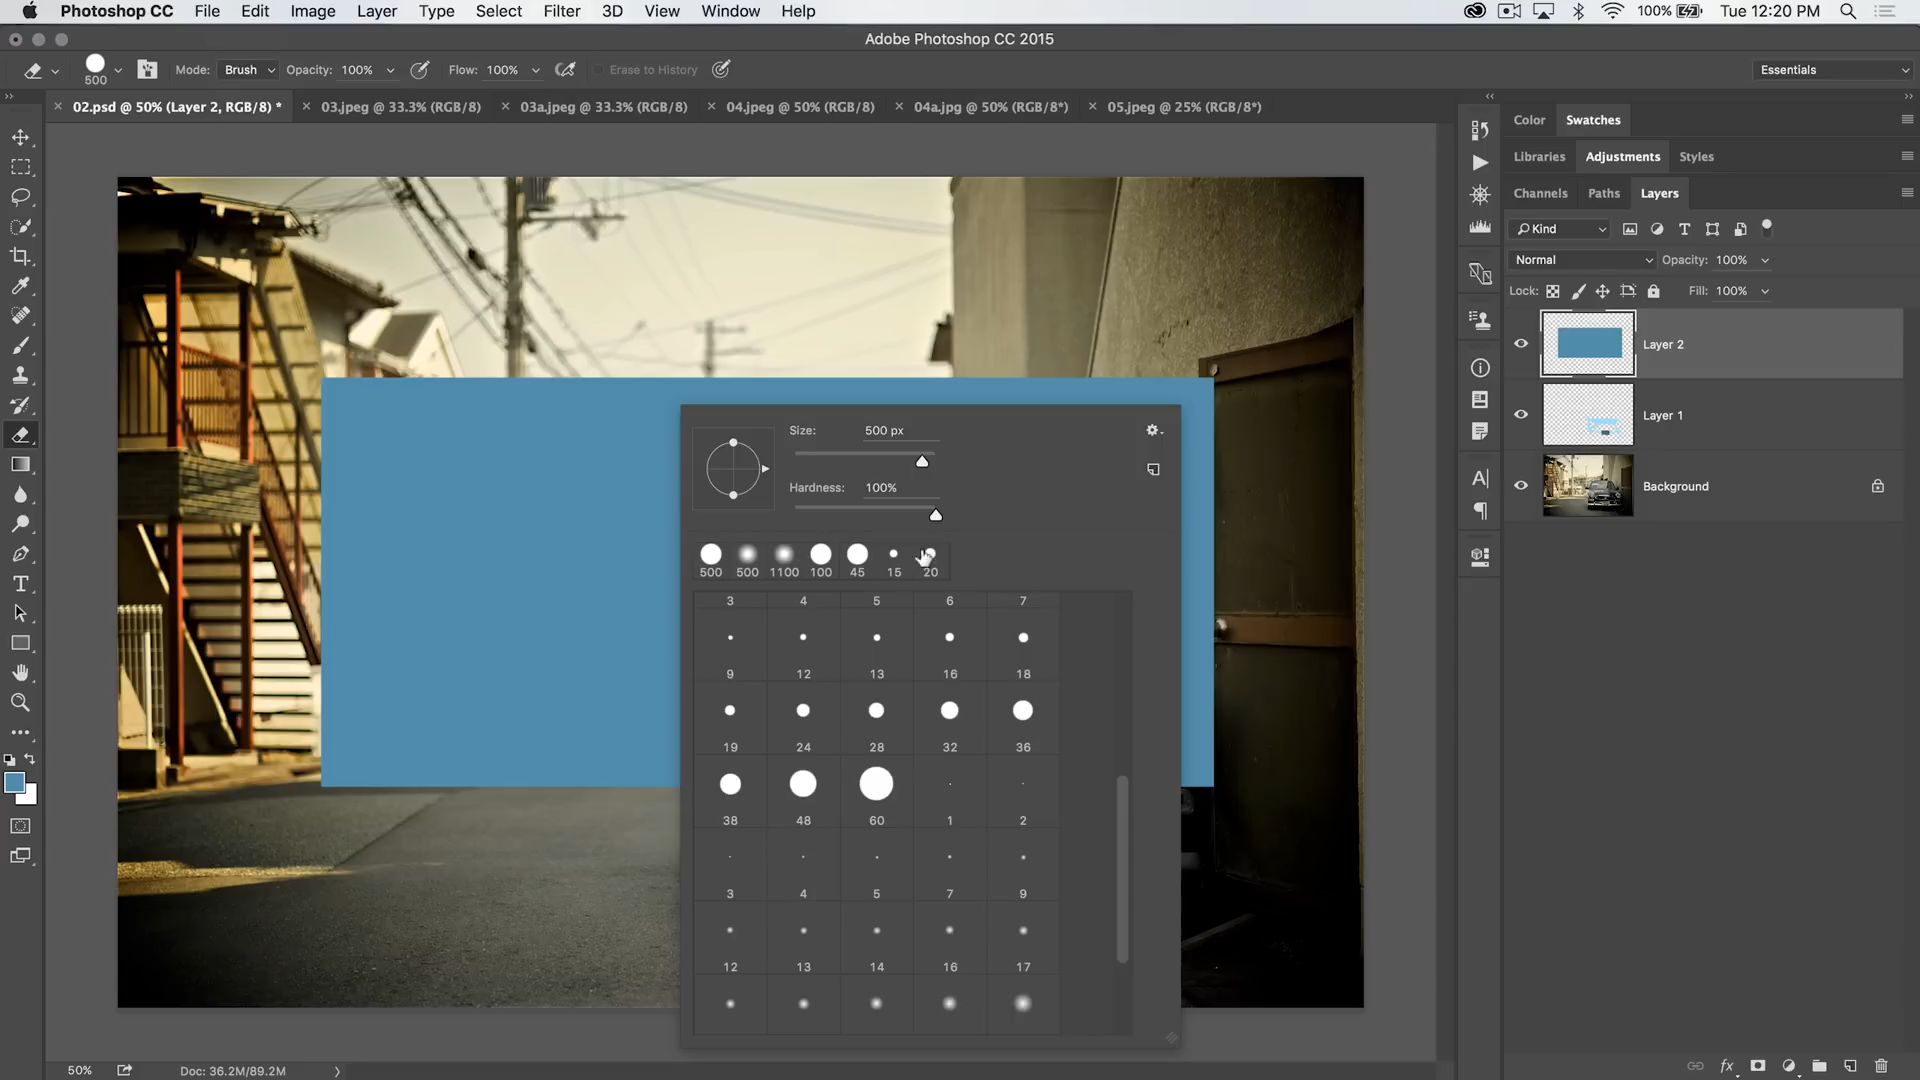 Photoshop CC File Edit Image Layer Type Select Filter 3D View Window Help 100% Tue 12:20 PM
Adobe Photoshop CC 2015
500 Mode: Brush Opacity: 100% Flow: 100% Erase to History Essentials
02.psd @ 50% (Layer 2, RGB/8) * 03.jpeg @ 33.3% (RGB/8) 03a.jpeg @ 33.3% (RGB/8) 04.jpeg @ 50% (RGB/8) 04a.jpg @ 50% (RGB/8*) 05.jpeg @ 25% (RGB/8*)
Color Swatches
Libraries Adjustments Styles
Channels Paths Layers
Kind
Normal Opacity: 100%
Lock: Fill: 100%
Layer 2
Layer 1
Background
Size: 500 px
Hardness: 100%
500 500 1100 100 45 15 20
3 4 5 6 7
9 12 13 16 18
19 24 28 32 36
38 48 60 1 2
3 4 5 7 9
12 13 14 16 17
50% Doc: 36.2M/89.2M